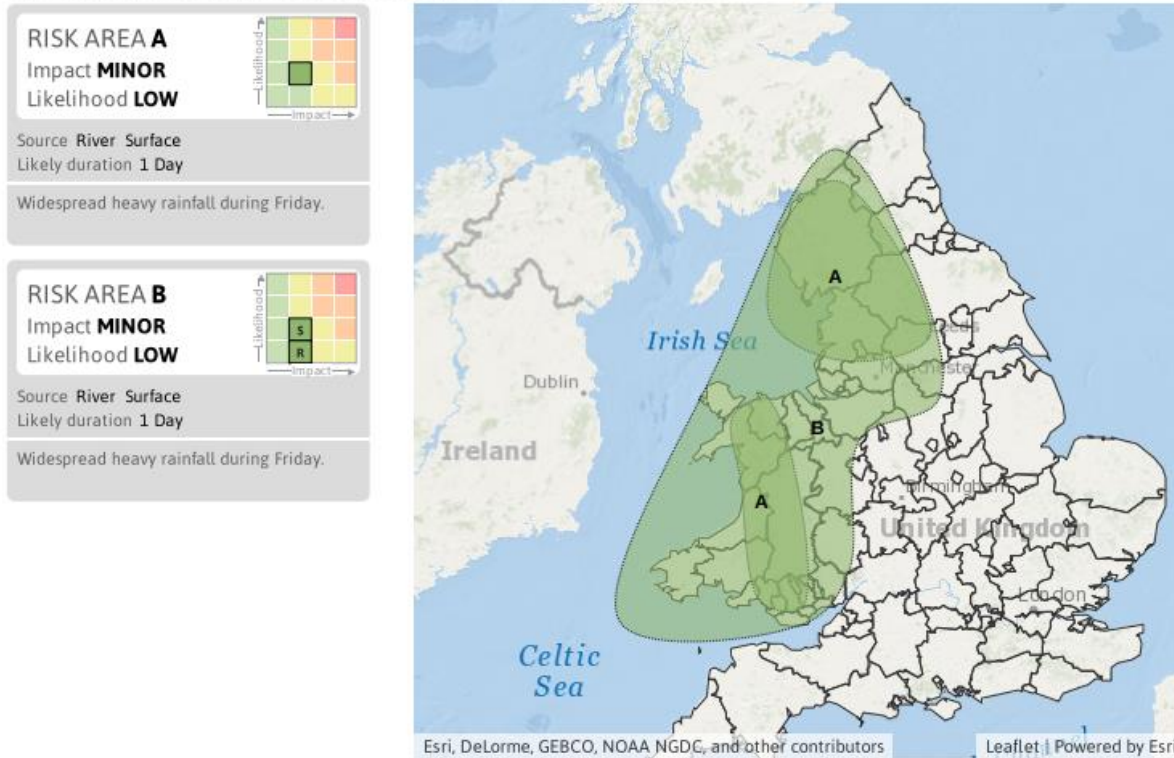 RISK AREA A
Impact MINOR
Likelihood LOW
Likelihood
Impact
Source River Surface
Likely duration 1 Day
Widespread heavy rainfall during Friday.
RISK AREA B
Impact MINOR
Likelihood LOW
Likelihood
S
R
Impact
Source River Surface
Likely duration 1 Day
Widespread heavy rainfall during Friday.
A
Irish Sea
Leeds
Manchester
Dublin
B
Ireland
Birmingham
A
United Kingdom
London
Celtic
Sea
Esri, DeLorme, GEBCO, NOAA NGDC, and other contributors
Leaflet | Powered by Esri